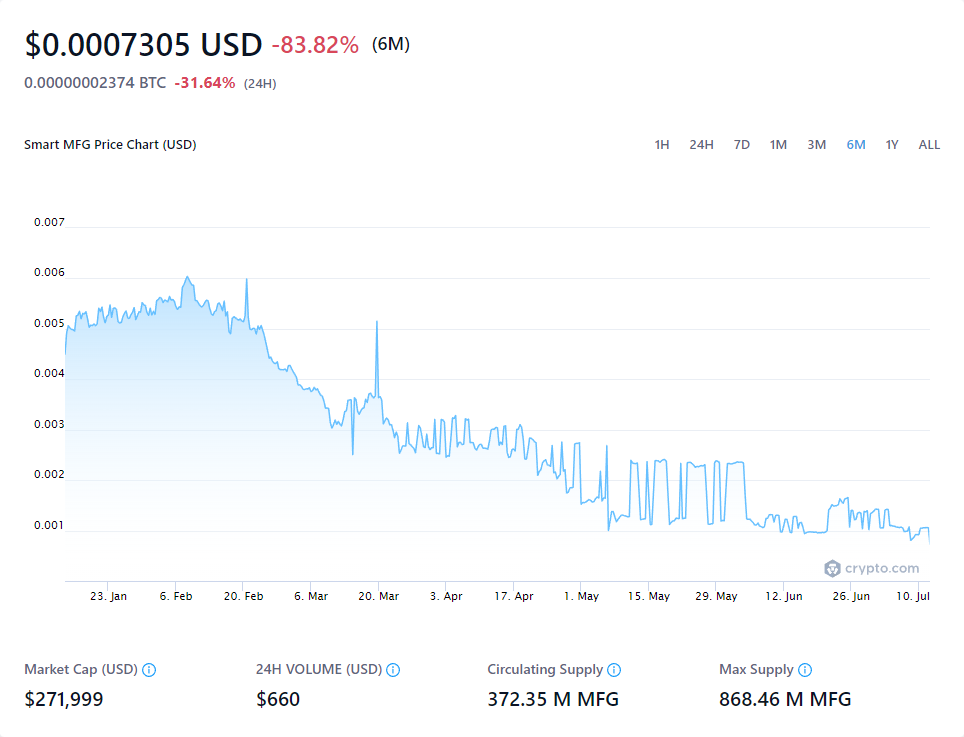 $0.0007305 USD -83.82% (6M)
0.00000002374 BTC -31.64% (24H)
Smart MFG Price Chart (USD) 1H 24H 7D 1M 3M 6M 1Y ALL
0.007
0.006
0.005
0.004
0.003
0.002
0.001
crypto.com
23. Jan 6. Feb 20. Feb 6. Mar 20. Mar 3. Apr 17. Apr 1. May 15. May 29. May 12. Jun 26. Jun 10. Jul
Market Cap (USD) 24H VOLUME (USD) Circulating Supply Max Supply
$271,999 $660 372.35 M MFG 868.46 M MFG